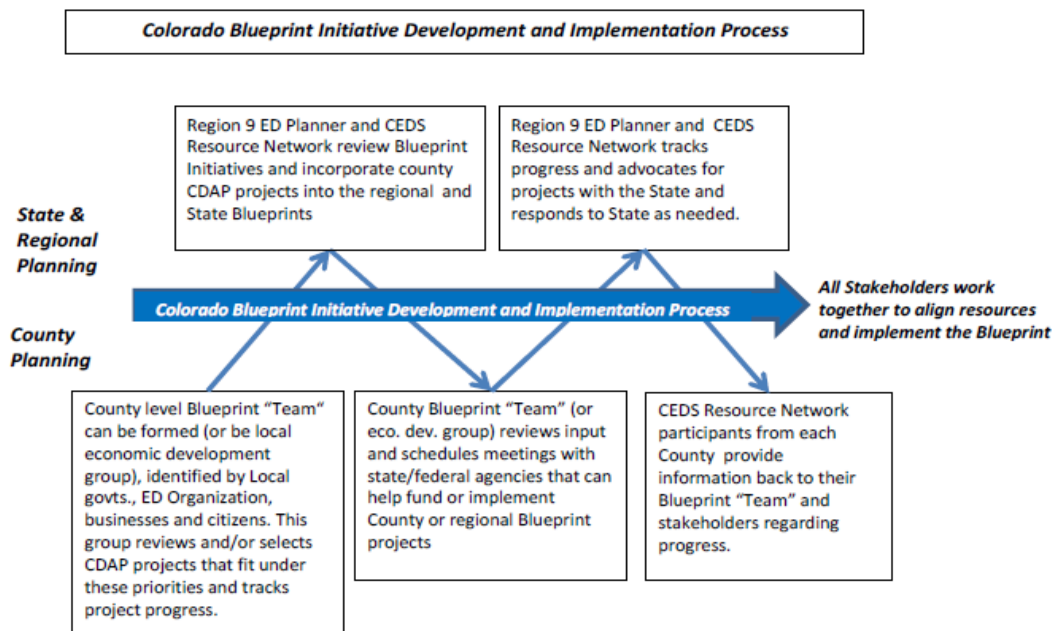 Colorado Blueprint Initiative Development and Implementation Process
Region 9 ED Planner and CEDS
Resource Network review Blueprint
Initiatives and incorporate county
CDAP projects into the regional and
State Blueprints
Region 9 ED Planner and CEDS
Resource Network tracks
progress and advocates for
projects with the State and
responds to State as needed.
State &
Regional
Planning
Colorado Blueprint Initiative Development and Implementation Process
All Stakeholders work
together to align resources
and implement the Blueprint
County
Planning
County level Blueprint “Team“
can be formed (or be local
economic development
group), identified by Local
govts., ED Organization,
businesses and citizens. This
group reviews and/or selects
CDAP projects that fit under
these priorities and tracks
project progress.
County Blueprint “Team” (or
eco. dev. group) reviews input
and schedules meetings with
state/federal agencies that can
help fund or implement
County or regional Blueprint
projects
CEDS Resource Network
participants from each
County provide
information back to their
Blueprint “Team” and
stakeholders regarding
progress.